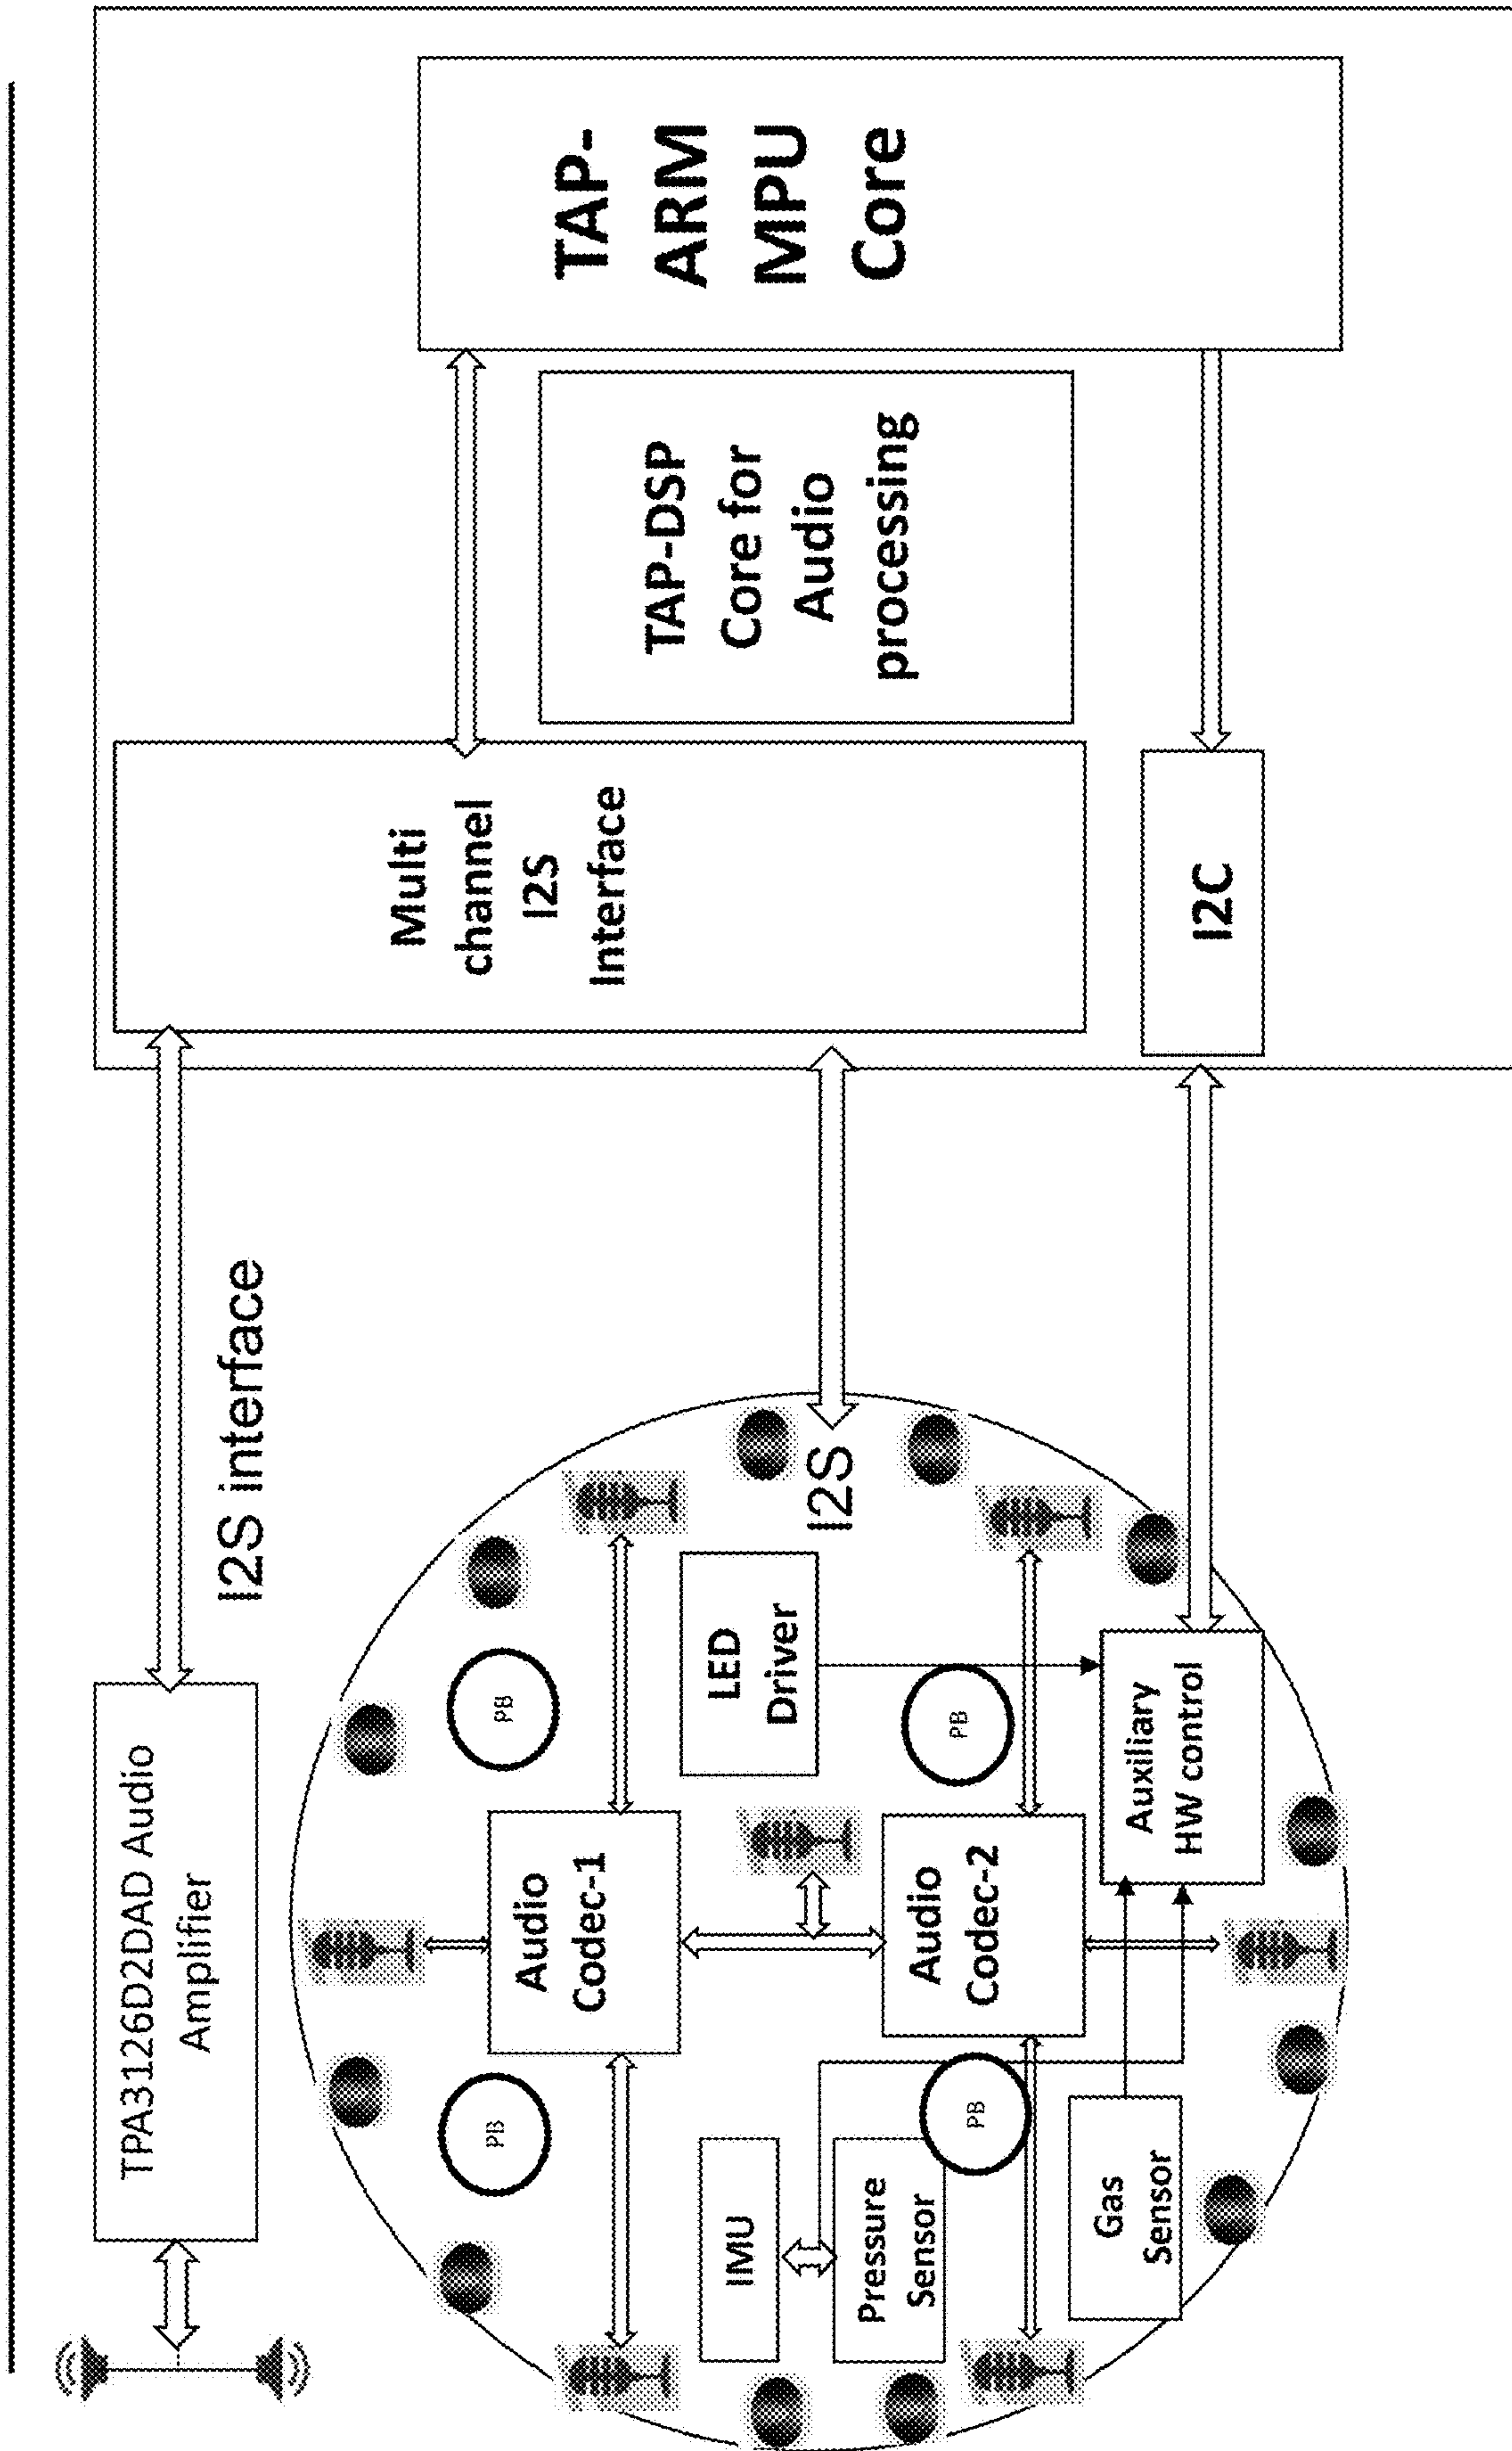 TPA3126D2DAD Audio
Amplifier
I2S interface
Multi
channel
I2S
Interface
TAP-
ARM
MPU
Core
TAP-DSP
Core for
Audio
processing
I2C
PB
PB
Audio
Codec-1
IMU
LED
Driver
I2S
Pressure
Sensor
Audio
Codec-2
PB
PB
Gas
Sensor
Auxiliary
HW control